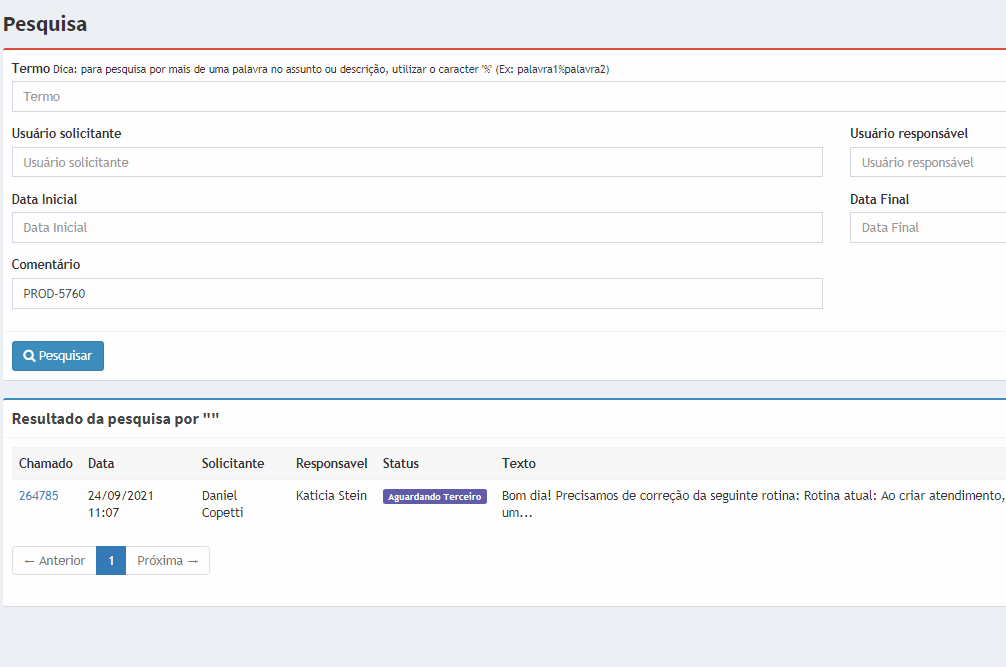 Pesquisa
Termo Dica: para pesquisa por mais de uma palavra no assunto ou descrição, utilizar o caracter '%' (Ex: palavra1%palavra2)
Termo
Usuário solicitante
Usuário responsável
Usuário solicitante
Usuário responsável
Data Inicial
Data Final
Data Inicial
Data Final
Comentário
PROD-5760
Pesquisar
Resultado da pesquisa por ""
Chamado Data Solicitante Responsavel Status Texto
264785 24/09/2021 Daniel Katicia Stein Aguardando Terceiro Bom dia! Precisamos de correção da seguinte rotina: Rotina atual: Ao criar atendimento,
11:07 Copetti um...
← Anterior 1 Próxima →